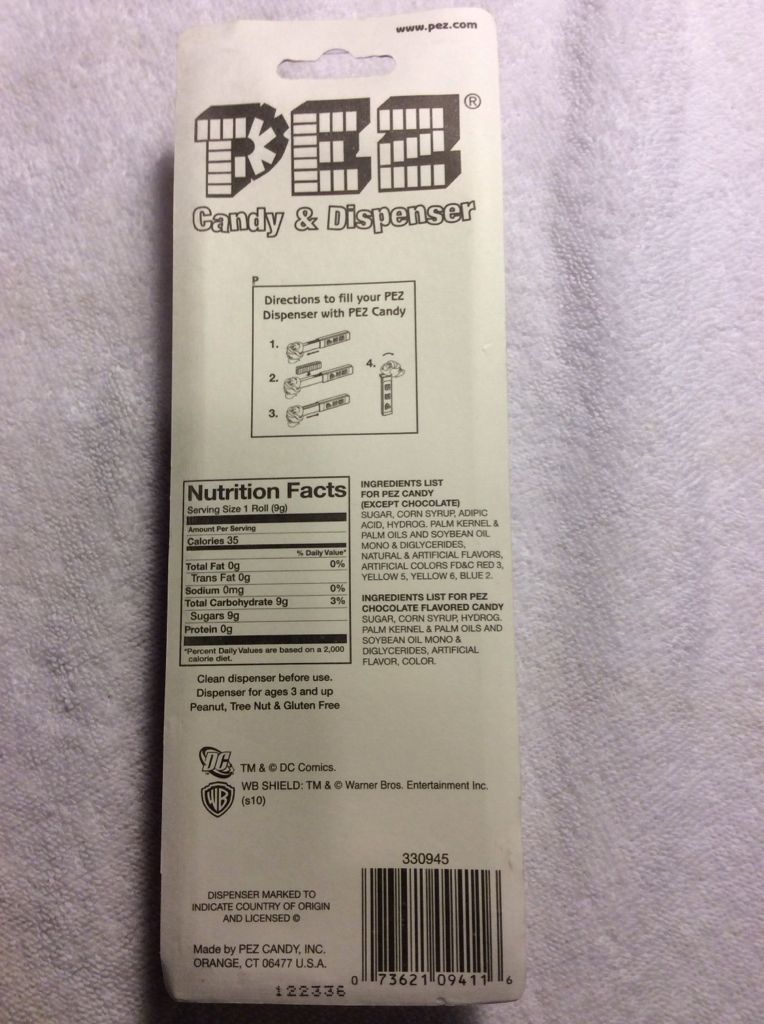 www.pez.com
PEZ®
Candy & Dispenser
P
Directions to fill your PEZ
Dispenser with PEZ Candy
1.
2.
3.
4.
Nutrition Facts
Serving Size 1 Roll (9g)
Amount Per Serving
Calories 35
% Daily Value*
Total Fat 0g 0%
Trans Fat 0g
Sodium 0mg 0%
Total Carbohydrate 9g 3%
Sugars 9g
Protein 0g
*Percent Daily Values are based on a 2,000
calorie diet.
INGREDIENTS LIST
FOR PEZ CANDY
(EXCEPT CHOCOLATE)
SUGAR, CORN SYRUP, ADIPIC
ACID, HYDROG. PALM KERNEL &
PALM OILS AND SOYBEAN OIL
MONO & DIGLYCERIDES,
NATURAL & ARTIFICIAL FLAVORS,
ARTIFICIAL COLORS FD&C RED 3,
YELLOW 5, YELLOW 6, BLUE 2.
INGREDIENTS LIST FOR PEZ
CHOCOLATE FLAVORED CANDY
SUGAR, CORN SYRUP, HYDROG.
PALM KERNEL & PALM OILS AND
SOYBEAN OIL MONO &
DIGLYCERIDES, ARTIFICIAL
FLAVOR, COLOR.
Clean dispenser before use.
Dispenser for ages 3 and up
Peanut, Tree Nut & Gluten Free
DC TM & © DC Comics.
WB WB SHIELD: TM & © Warner Bros. Entertainment Inc.
(s10)
330945
DISPENSER MARKED TO
INDICATE COUNTRY OF ORIGIN
AND LICENSED ©
Made by PEZ CANDY, INC.
ORANGE, CT 06477 U.S.A.
0 73621 09411 6
122336